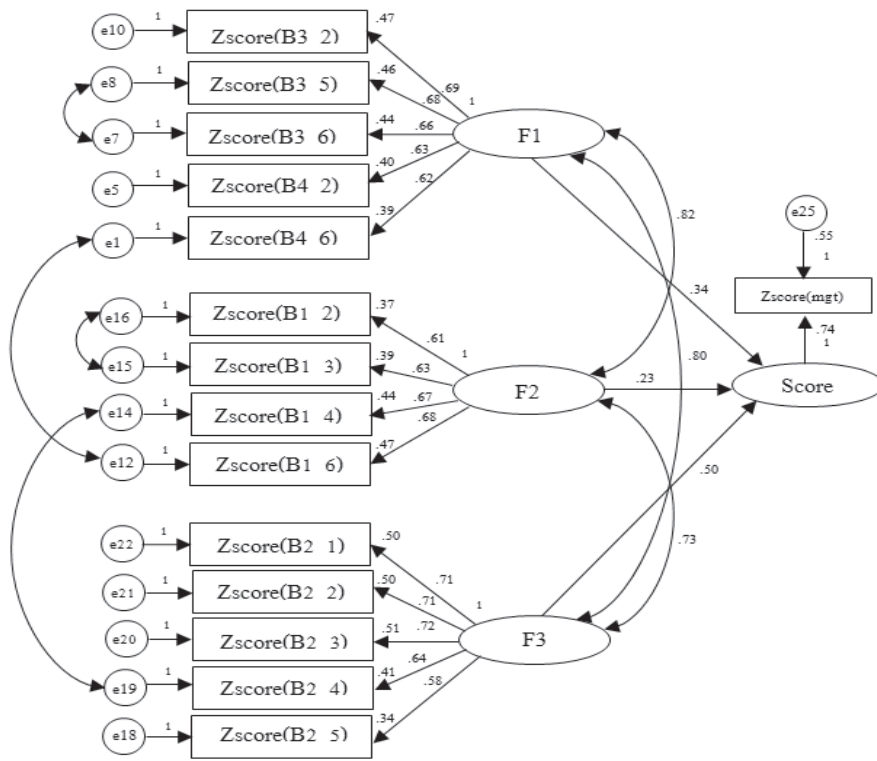 e10 1 Zscore(B3 2) .47
.69 1
e8 1 Zscore(B3 5) .46
.68
e7 1 Zscore(B3 6) .44 .66 F1
.63
e5 1 Zscore(B4 2) .40
.62
e1 1 Zscore(B4 6) .39
.82
e25
.55
1
Zscore(mgt)
.34
.74
1
e16 1 Zscore(B1 2) .37
.61 1
e15 1 Zscore(B1 3) .39 .63
.80
F2 .23 Score
e14 1 Zscore(B1 4) .44 .67
.68
e12 1 Zscore(B1 6) .47
.50
.73
e22 1 Zscore(B2 1) .50
.71 1
e21 1 Zscore(B2 2) .50
.71
e20 1 Zscore(B2 3) .51 .72 F3
.64
e19 1 Zscore(B2 4) .41
.58
e18 1 Zscore(B2 5) .34